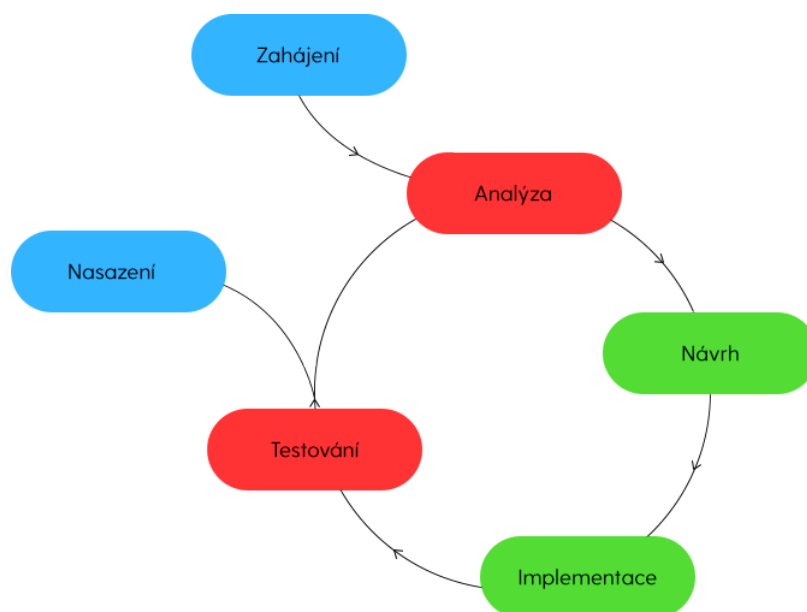 Zahájení
Analýza
Nasazení
Návrh
Testování
Implementace